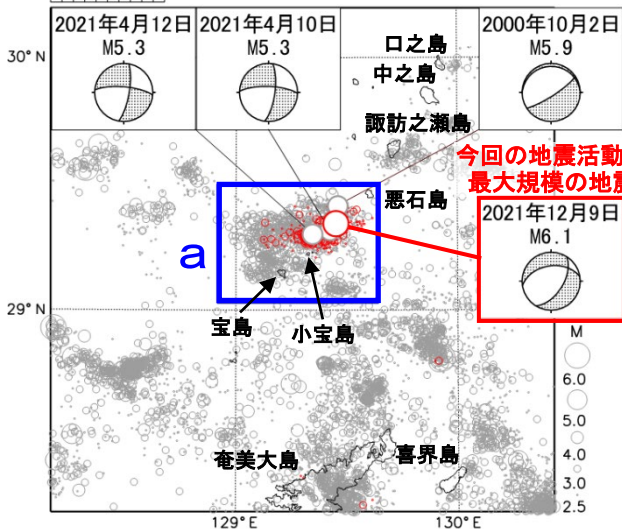 2021年4月12日
M5.3
2021年4月10日
M5.3
2000年10月2日
M5.9
30°N
口之島
中之島
諏訪之瀬島
今回の地震活動
最大規模の地震
悪石島
2021年12月9日
M6.1
a
29°N
宝島
小宝島
M
6.0
5.0
4.0
3.0
2.5
奄美大島
喜界島
129°E
130°E